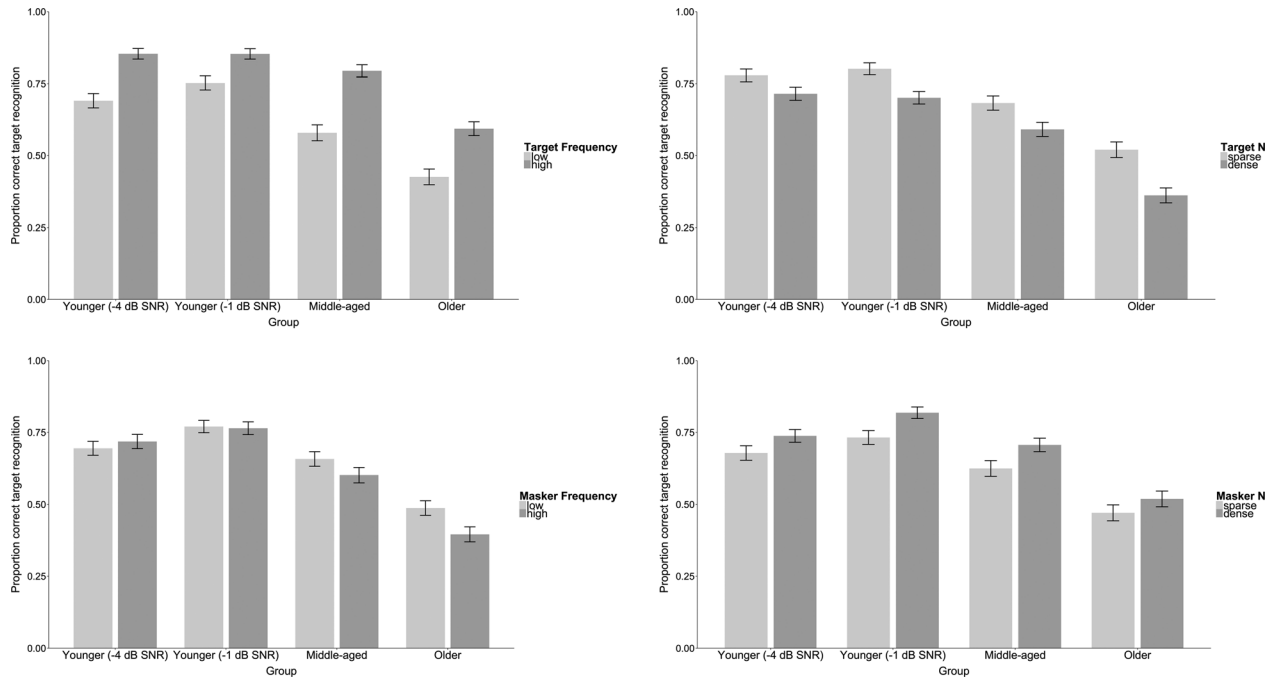 1.00
0.75
0.50
0.25
0.00
Proportion correct target recognition
Younger (-4 dB SNR)
Younger (-1 dB SNR)
Middle-aged
Older
Group
Target Frequency
low
high
1.00
0.75
0.50
0.25
0.00
Proportion correct target recognition
Younger (-4 dB SNR)
Younger (-1 dB SNR)
Middle-aged
Older
Group
Target N
sparse
dense
1.00
0.75
0.50
0.25
0.00
Proportion correct target recognition
Younger (-4 dB SNR)
Younger (-1 dB SNR)
Middle-aged
Older
Group
Masker Frequency
low
high
1.00
0.75
0.50
0.25
0.00
Proportion correct target recognition
Younger (-4 dB SNR)
Younger (-1 dB SNR)
Middle-aged
Older
Group
Masker N
sparse
dense